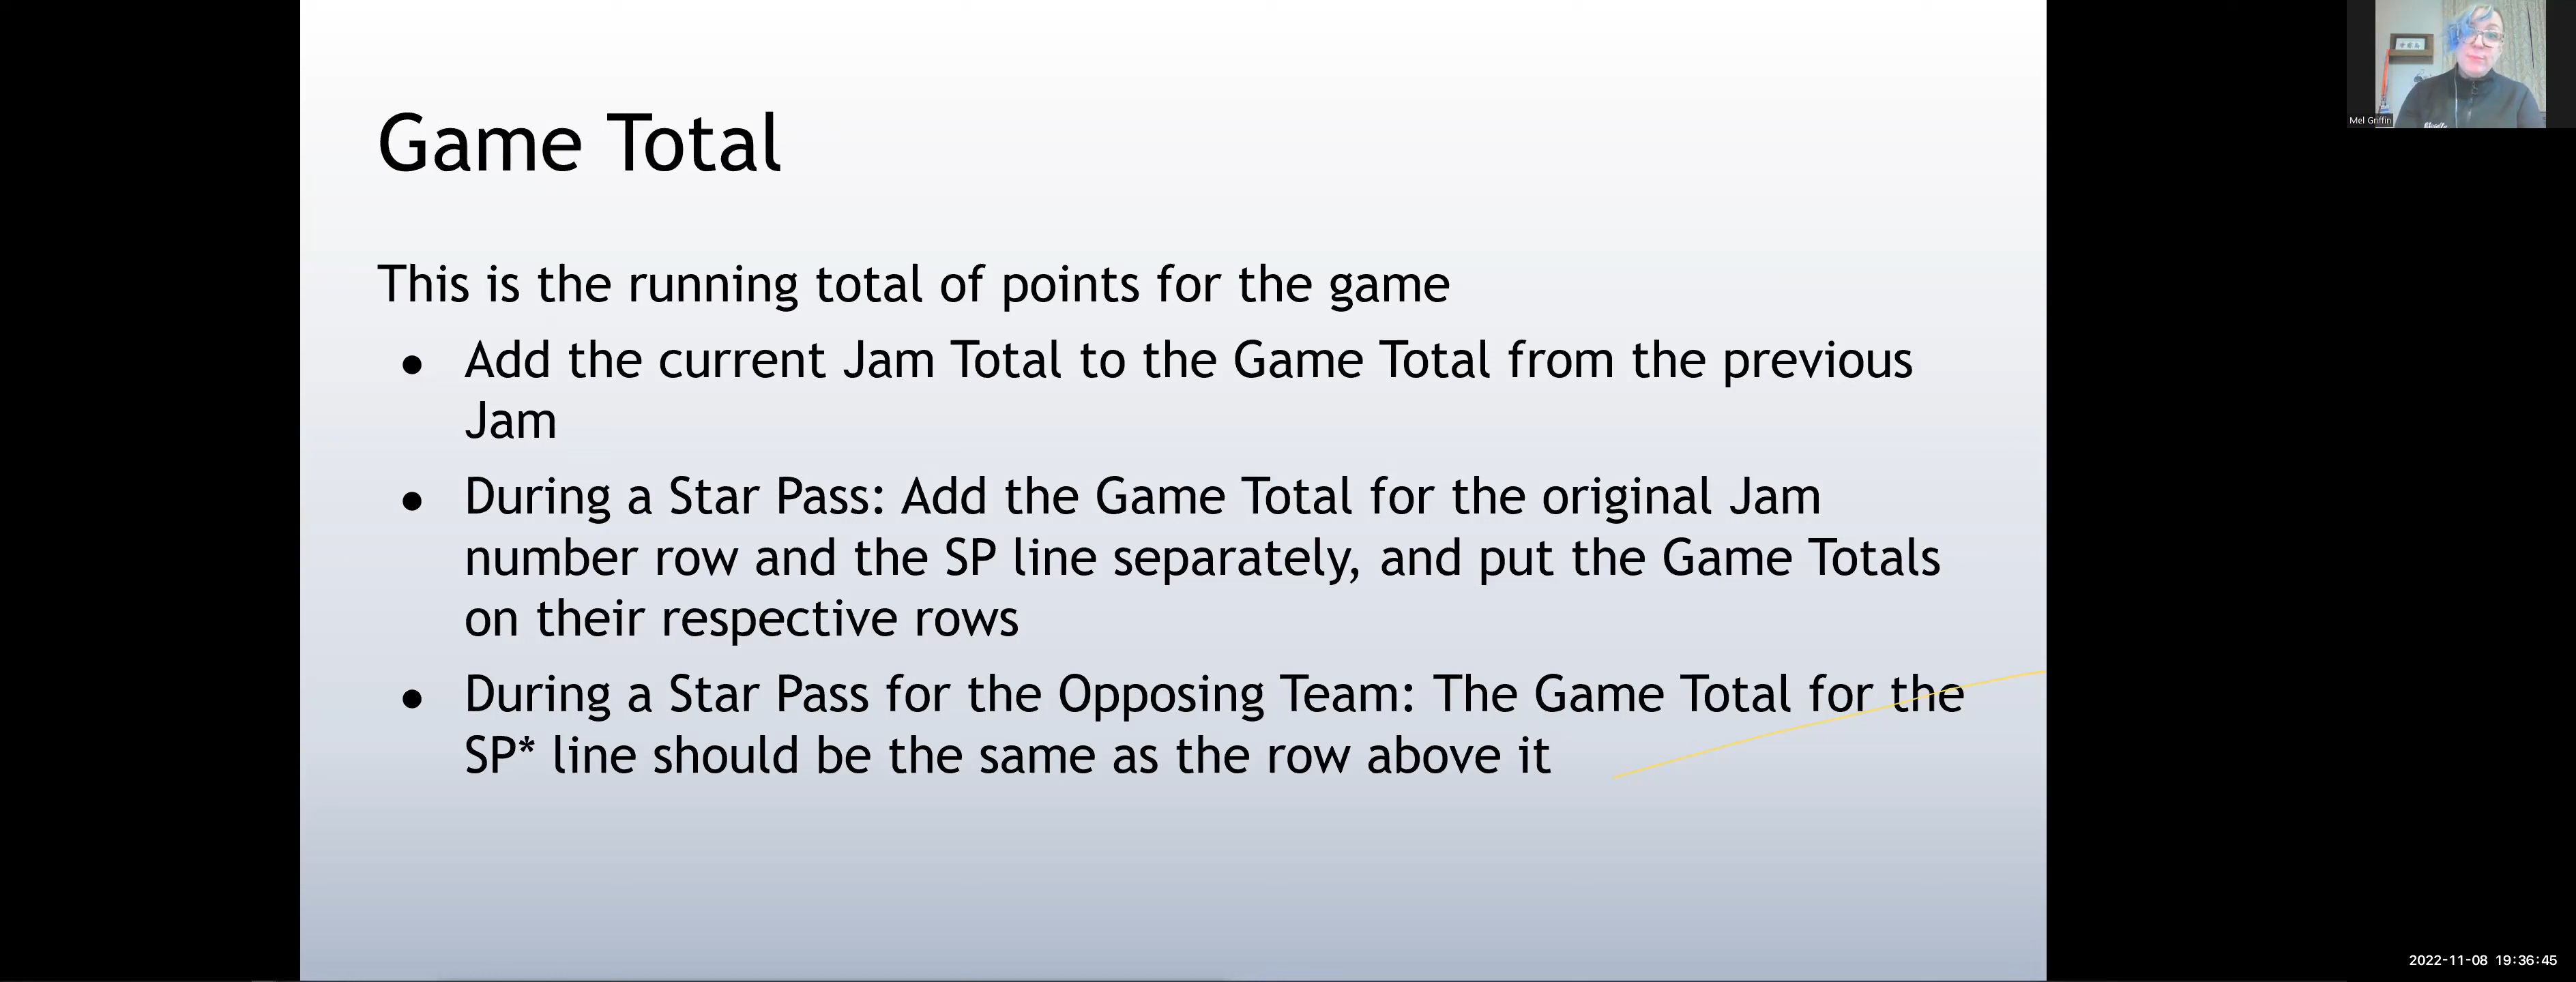 Game Total
This is the running total of points for the game
● Add the current Jam Total to the Game Total from the previous
Jam
● During a Star Pass: Add the Game Total for the original Jam
number row and the SP line separately, and put the Game Totals
on their respective rows
● During a Star Pass for the Opposing Team: The Game Total for the
SP* line should be the same as the row above it
Mel Griffin
2022-11-08 19:36:45